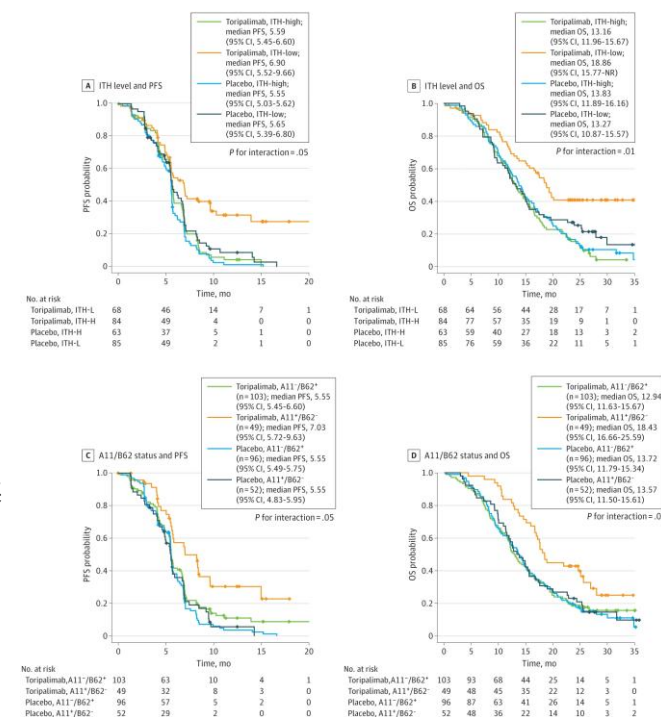 Toripalimab, ITH-high;
median PFS, 5.59
(95% CI, 5.45-6.60)
Toripalimab, ITH-low;
median PFS, 6.90
(95% CI, 5.52-9.66)
Placebo, ITH-high;
median PFS, 5.55
(95% CI, 5.03-5.62)
Placebo, ITH-low;
median PFS, 5.65
(95% CI, 5.39-6.80)
A ITH level and PFS
P for interaction = .05
PFS probability
1.0
0.8
0.6
0.4
0.2
0
0 5 10 15 20
Time, mo
No. at risk
Toripalimab, ITH-L 68 46 14 7 1
Toripalimab, ITH-H 84 49 4 0 0
Placebo, ITH-H 63 37 5 1 0
Placebo, ITH-L 85 49 2 1 0
Toripalimab, ITH-high;
median OS, 13.16
(95% CI, 11.96-15.67)
Toripalimab, ITH-low;
median OS, 18.86
(95% CI, 15.77-NR)
Placebo, ITH-high;
median OS, 13.83
(95% CI, 11.89-16.16)
Placebo, ITH-low;
median OS, 13.27
(95% CI, 10.87-15.57)
B ITH level and OS
P for interaction = .01
OS probability
1.0
0.8
0.6
0.4
0.2
0
0 5 10 15 20 25 30 35
Time, mo
No. at risk
Toripalimab, ITH-L 68 64 56 44 28 17 7 1
Toripalimab, ITH-H 84 77 57 35 19 9 1 0
Placebo, ITH-H 63 59 40 27 18 13 3 2
Placebo, ITH-L 85 76 59 36 22 11 5 1
Toripalimab, A11⁻/B62⁺
(n=103); median PFS, 5.55
(95% CI, 5.45-6.60)
Toripalimab, A11⁺/B62⁻
(n=49); median PFS, 7.03
(95% CI, 5.72-9.63)
Placebo, A11⁻/B62⁺
(n=96); median PFS, 5.55
(95% CI, 5.49-5.75)
Placebo, A11⁺/B62⁻
(n=52); median PFS, 5.55
(95% CI, 4.83-5.95)
C A11/B62 status and PFS
P for interaction = .05
PFS probability
1.0
0.8
0.6
0.4
0.2
0
0 5 10 15 20
Time, mo
No. at risk
Toripalimab,A11⁻/B62⁺ 103 63 10 4 1
Toripalimab, A11⁺/B62⁻ 49 32 8 3 0
Placebo, A11⁻/B62⁺ 96 57 5 2 0
Placebo, A11⁺/B62⁻ 52 29 2 0 0
Toripalimab, A11⁻/B62⁺
(n=103); median OS, 12.94
(95% CI, 11.63-15.67)
Toripalimab, A11⁺/B62⁻
(n=49); median OS, 18.43
(95% CI, 16.66-25.59)
Placebo, A11⁻/B62⁺
(n=96); median OS, 13.72
(95% CI, 11.79-15.34)
Placebo, A11⁺/B62⁻
(n=52); median OS, 13.57
(95% CI, 11.50-15.61)
D A11/B62 status and OS
P for interaction = .0
OS probability
1.0
0.8
0.6
0.4
0.2
0
0 5 10 15 20 25 30 35
Time, mo
No. at risk
Toripalimab,A11⁻/B62⁺ 103 93 68 44 25 14 5 1
Toripalimab, A11⁺/B62⁻ 49 48 45 35 22 12 3 0
Placebo, A11⁻/B62⁺ 96 87 63 41 26 14 5 1
Placebo, A11⁺/B62⁻ 52 48 36 22 14 10 3 2